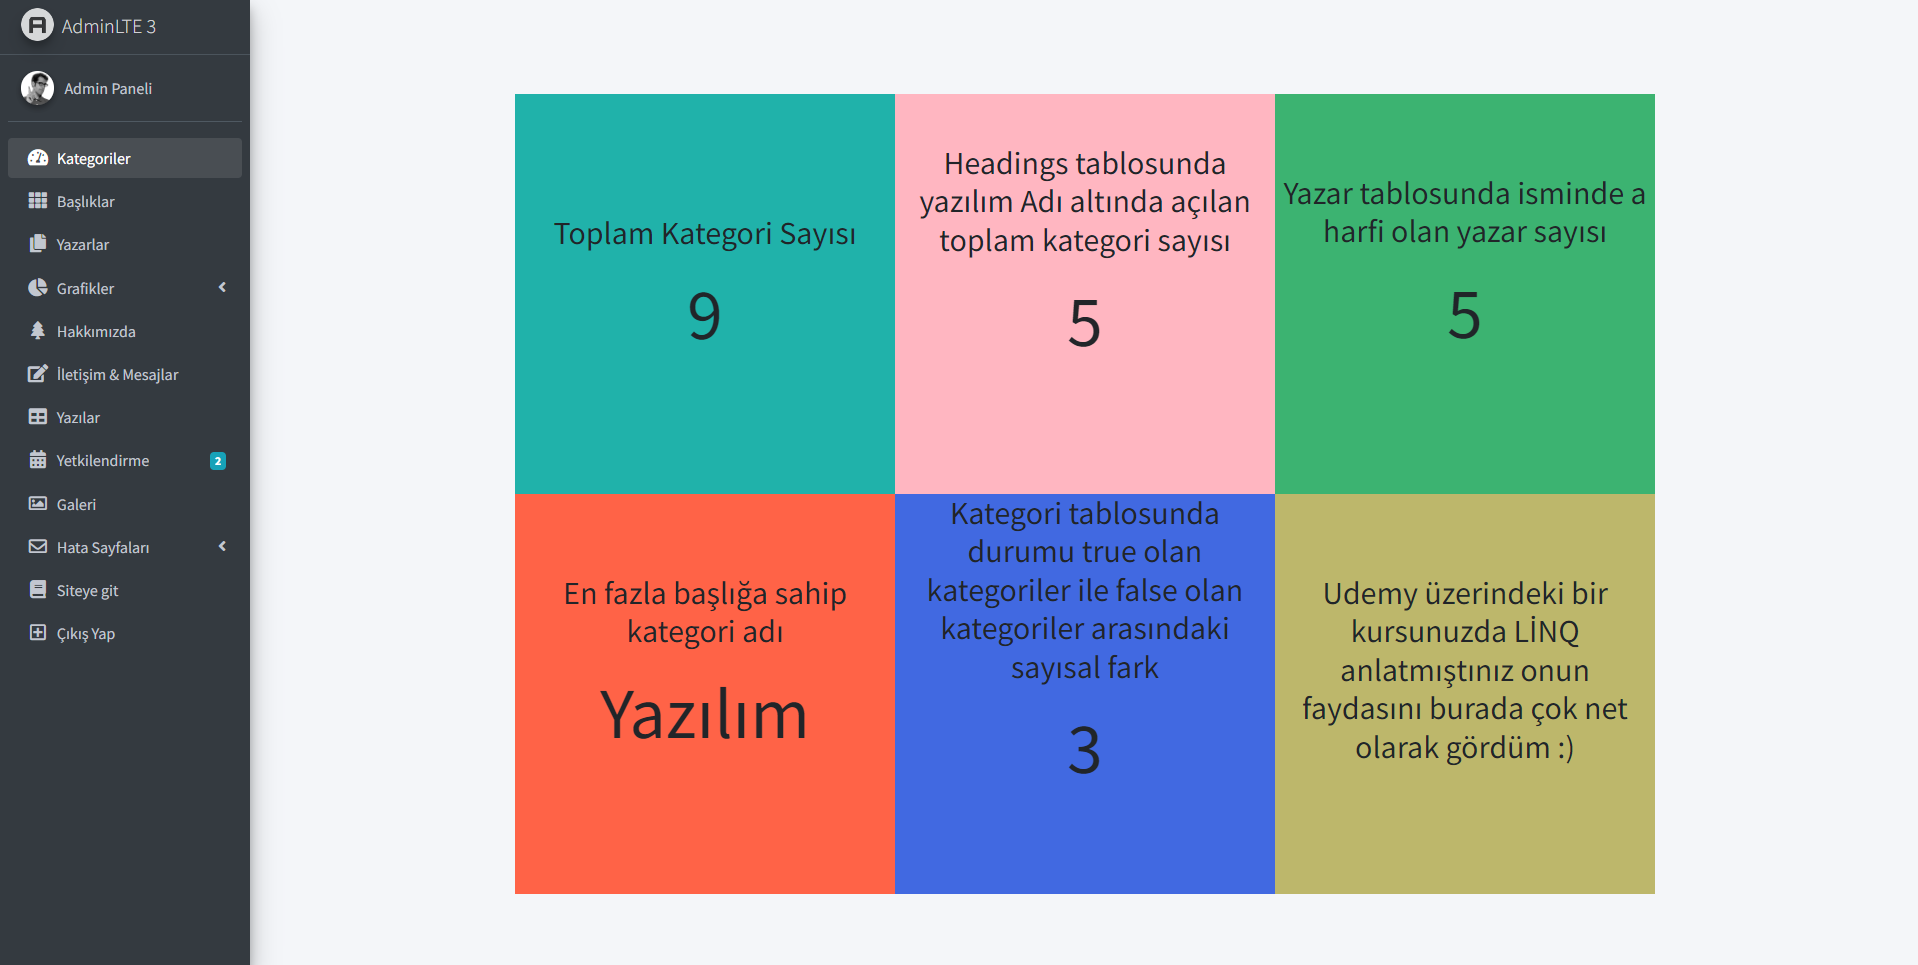 AdminLTE 3
Admin Paneli
Kategoriler
Başlıklar
Yazarlar
Grafikler
Hakkımızda
İletişim & Mesajlar
Yazılar
Yetkilendirme
2
Galeri
Hata Sayfaları
Siteye git
Çıkış Yap
Toplam Kategori Sayısı
9
Headings tablosunda
yazılım Adı altında açılan
toplam kategori sayısı
5
Yazar tablosunda isminde a
harfi olan yazar sayısı
5
En fazla başlığa sahip
kategori adı
Yazılım
Kategori tablosunda
durumu true olan
kategoriler ile false olan
kategoriler arasındaki
sayısal fark
3
Udemy üzerindeki bir
kursunuzda LİNQ
anlatmıştınız onun
faydasını burada çok net
olarak gördüm :)